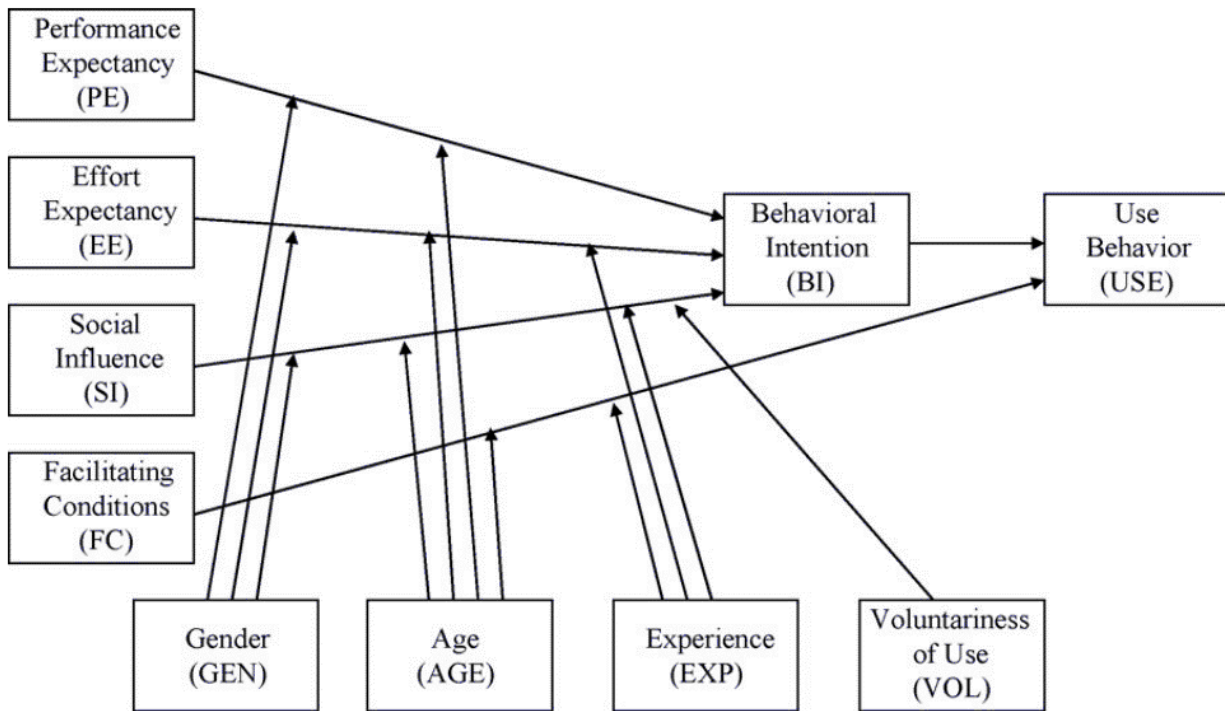 Performance
Expectancy
(PE)
Effort
Expectancy
(EE)
Social
Influence
(SI)
Facilitating
Conditions
(FC)
Behavioral
Intention
(BI)
Use
Behavior
(USE)
Gender
(GEN)
Age
(AGE)
Experience
(EXP)
Voluntariness
of Use
(VOL)